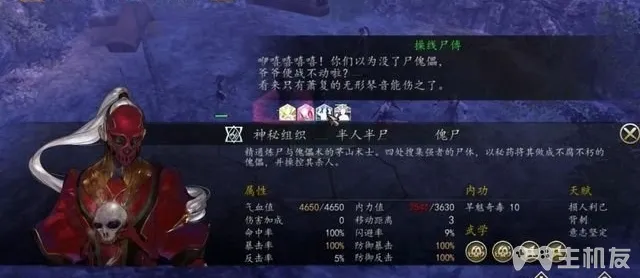 操线尸傅
咿嘻嘻嘻嘻！你们以为没了尸傀儡，
爷爷便战不动啦？
看来只有萧复的无形琴音能伤之了。
神秘组织 半人半尸 傀尸
精通炼尸与傀儡术的茅山术士。四处搜集强者的尸体，以秘药将其做成不腐不朽的
傀儡，并操控其杀人。
属性 内功 天赋
气血值 4650/4650 内力值 /3630 旱魃奇毒 10 损人利己
伤害加成 0 移动距离 3 背刺
命中率 100% 闪避率 9% 武学 意志坚定
暴击率 100% 防御暴击 100%
反击率 5% 防御反击 100%
生机友